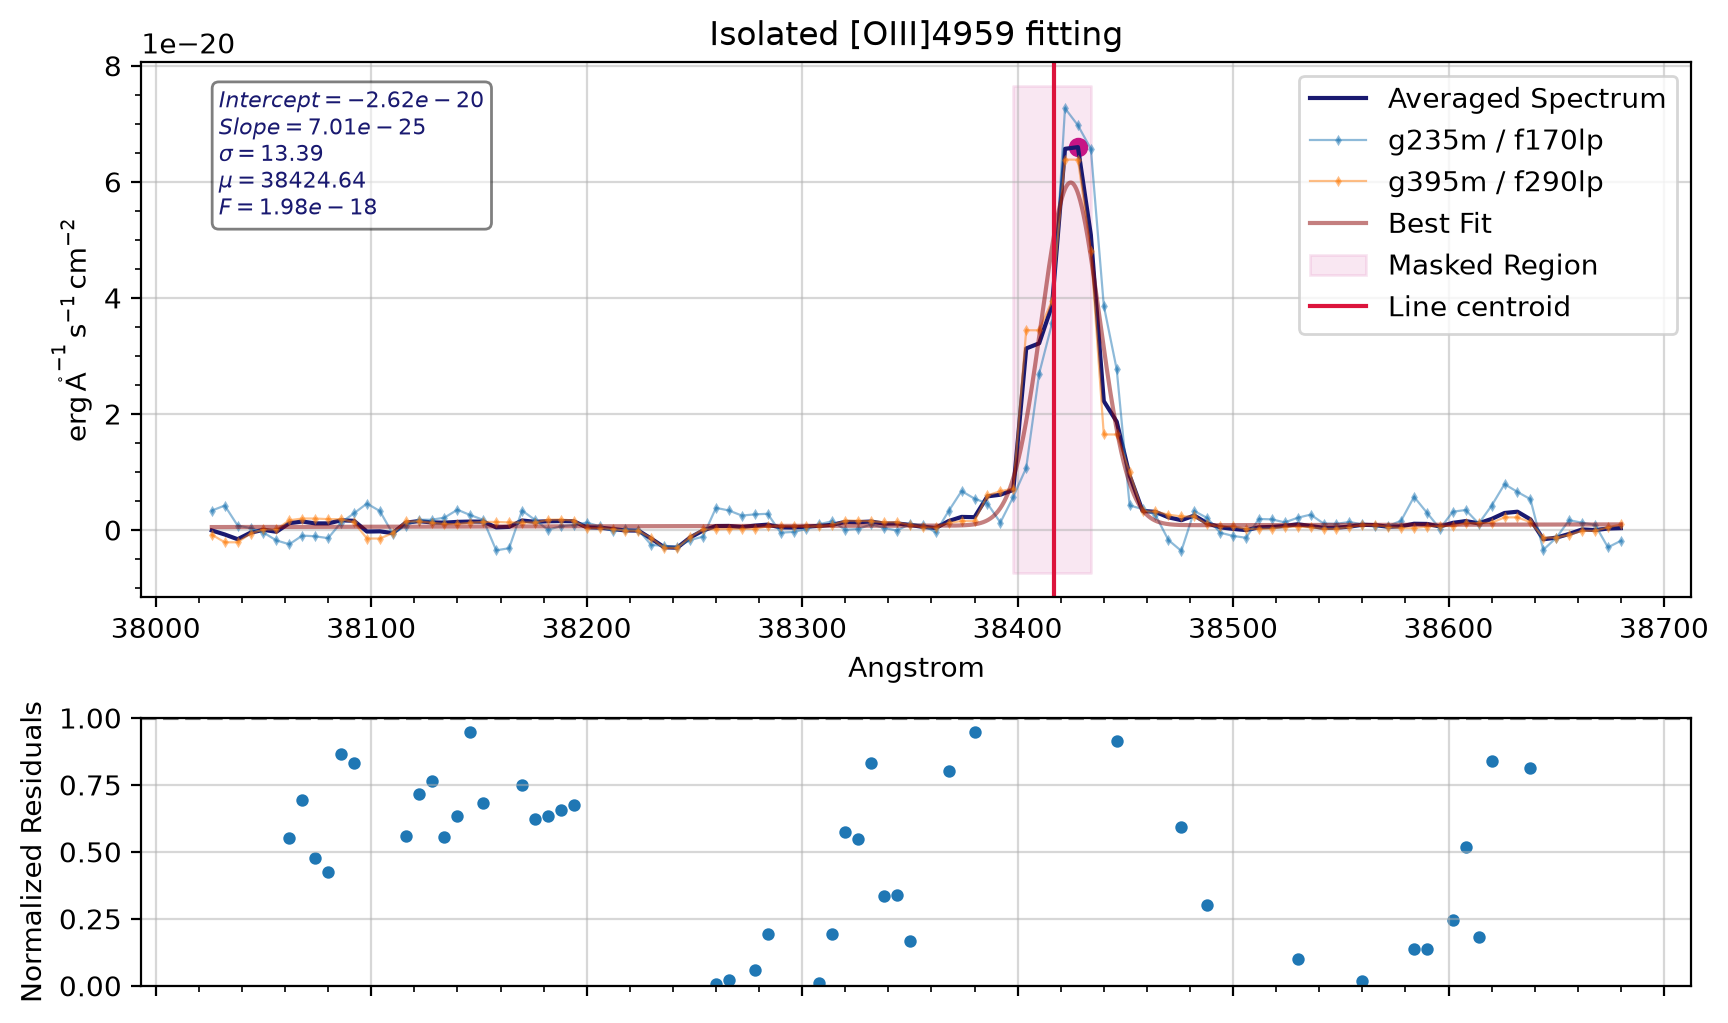 Isolated [OIII]4959 fitting
1e−20
Intercept = −2.62e − 20
Slope = 7.01e − 25
σ = 13.39
μ = 38424.64
F = 1.98e − 18
Averaged Spectrum
g235m / f170lp
g395m / f290lp
Best Fit
Masked Region
Line centroid
8
6
4
2
0
erg Å⁻¹ s⁻¹ cm⁻²
38000 38100 38200 38300 38400 38500 38600 38700
Angstrom
1.00
0.75
0.50
0.25
0.00
Normalized Residuals